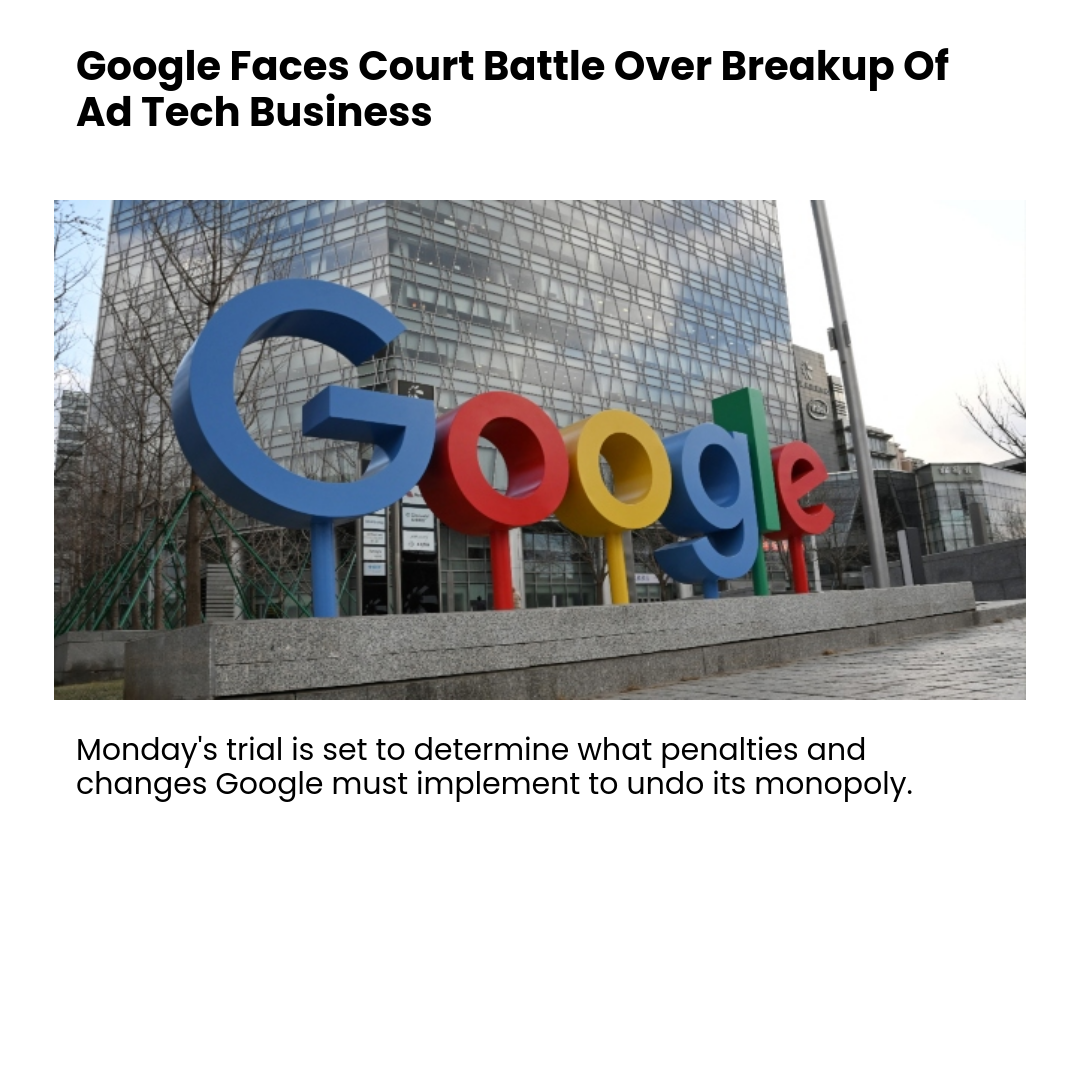 Google Faces Court Battle Over Breakup Of
Ad Tech Business
Google
Monday's trial is set to determine what penalties and
changes Google must implement to undo its monopoly.